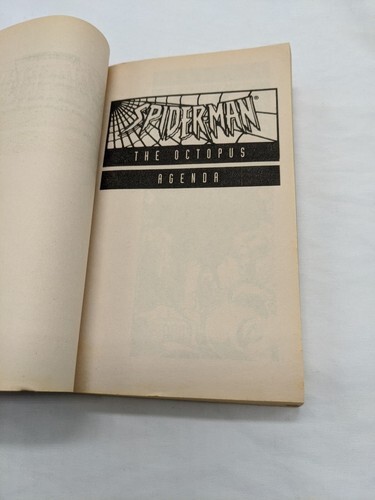 SPIDER-MAN®
THE OCTOPUS
AGENDA